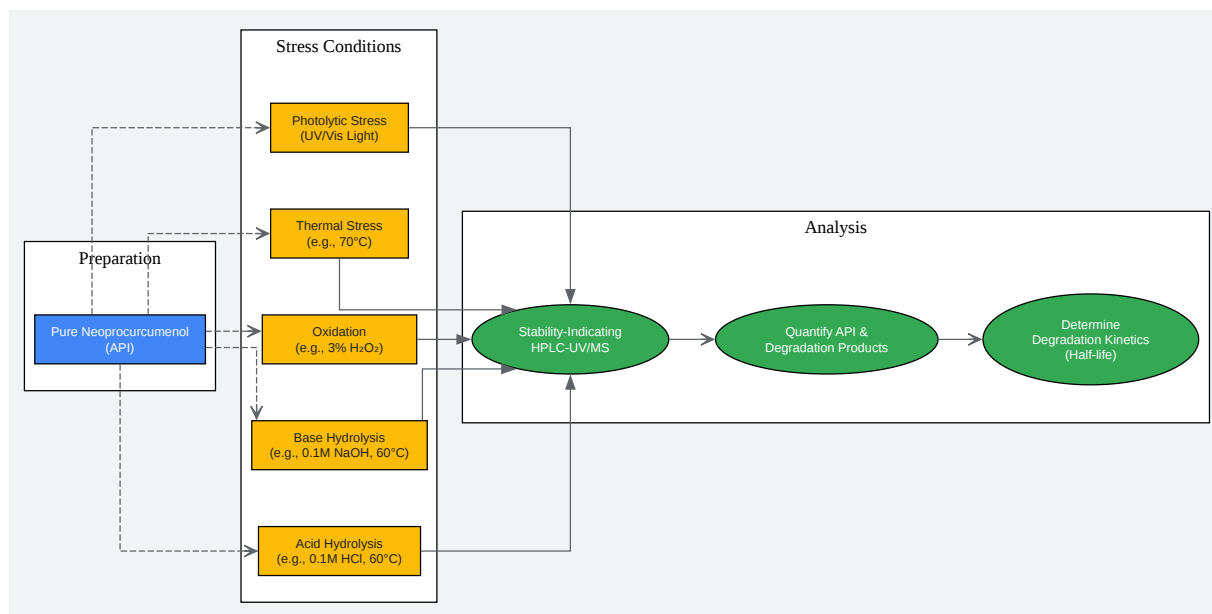 Preparation
Pure Neoprocurcumenol
(API)
Stress Conditions
Photolytic Stress
(UV/Vis Light)
Thermal Stress
(e.g., 70°C)
Oxidation
(e.g., 3% H₂O₂)
Base Hydrolysis
(e.g., 0.1M NaOH, 60°C)
Acid Hydrolysis
(e.g., 0.1M HCl, 60°C)
Analysis
Stability-Indicating
HPLC-UV/MS
Quantify API &
Degradation Products
Determine
Degradation Kinetics
(Half-life)